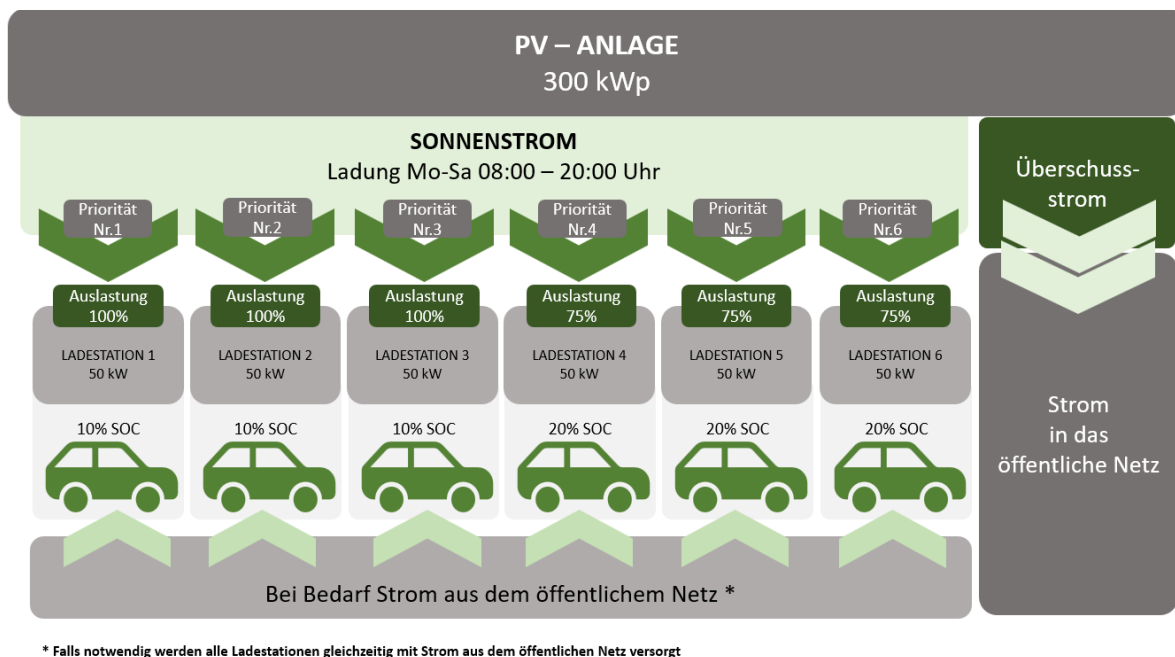 PV – ANLAGE
300 kWp
SONNENSTROM
Ladung Mo-Sa 08:00 – 20:00 Uhr
Überschuss-
strom
Priorität
Nr.1
Priorität
Nr.2
Priorität
Nr.3
Priorität
Nr.4
Priorität
Nr.5
Priorität
Nr.6
Auslastung
100%
Auslastung
100%
Auslastung
100%
Auslastung
75%
Auslastung
75%
Auslastung
75%
LADESTATION 1
50 kW
LADESTATION 2
50 kW
LADESTATION 3
50 kW
LADESTATION 4
50 kW
LADESTATION 5
50 kW
LADESTATION 6
50 kW
10% SOC
10% SOC
10% SOC
20% SOC
20% SOC
20% SOC
Strom
in das
öffentliche Netz
Bei Bedarf Strom aus dem öffentlichem Netz *
* Falls notwendig werden alle Ladestationen gleichzeitig mit Strom aus dem öffentlichen Netz versorgt